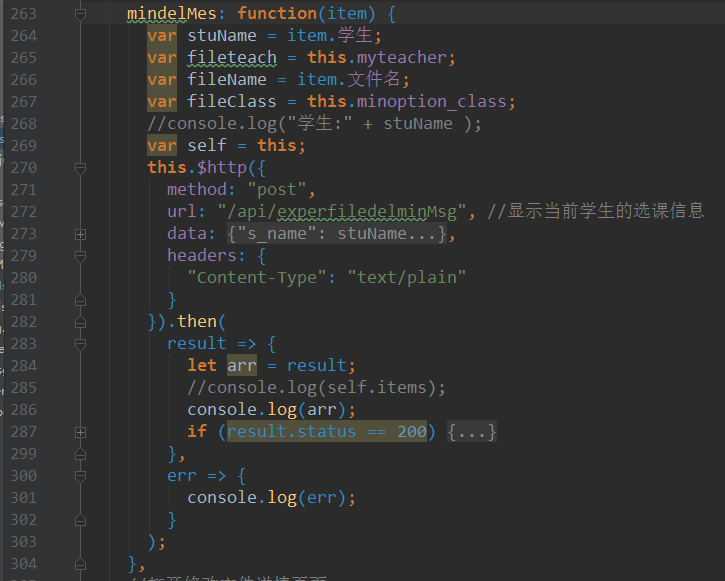 263 mindelMes: function(item) {
264 var stuName = item.学生;
265 var fileteach = this.myteacher;
266 var fileName = item.文件名;
267 var fileClass = this.minoption_class;
268 //console.log("学生:" + stuName );
269 var self = this;
270 this.$http({
271 method: "post",
272 url: "/api/experfiledelminMsg", //显示当前学生的选课信息
273 data: {"s_name": stuName...},
279 headers: {
280 "Content-Type": "text/plain"
281 }
282 }).then(
283 result => {
284 let arr = result;
285 //console.log(self.items);
286 console.log(arr);
287 if (result.status == 200) {...}
299 },
300 err => {
301 console.log(err);
302 }
303 );
304 },